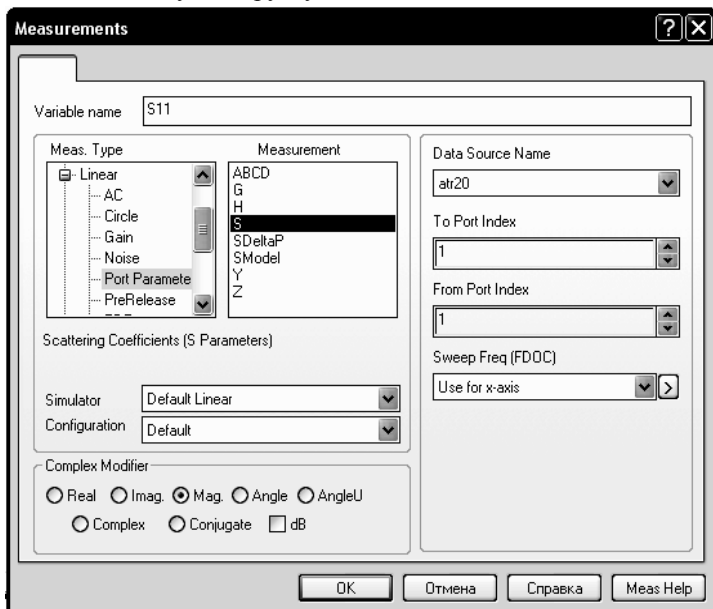 Measurements
Variable name S11
Meas. Type Measurement
Linear
AC
Circle
Gain
Noise
Port Paramete
PreRelease
ABCD
G
H
S
SDeltaP
SModel
Y
Z
Scattering Coefficients (S Parameters)
Simulator Default Linear
Configuration Default
Complex Modifier
Real Imag. Mag. Angle AngleU
Complex Conjugate dB
Data Source Name
atr20
To Port Index
1
From Port Index
1
Sweep Freq (FDOC)
Use for x-axis >
OK Отмена Справка Meas Help